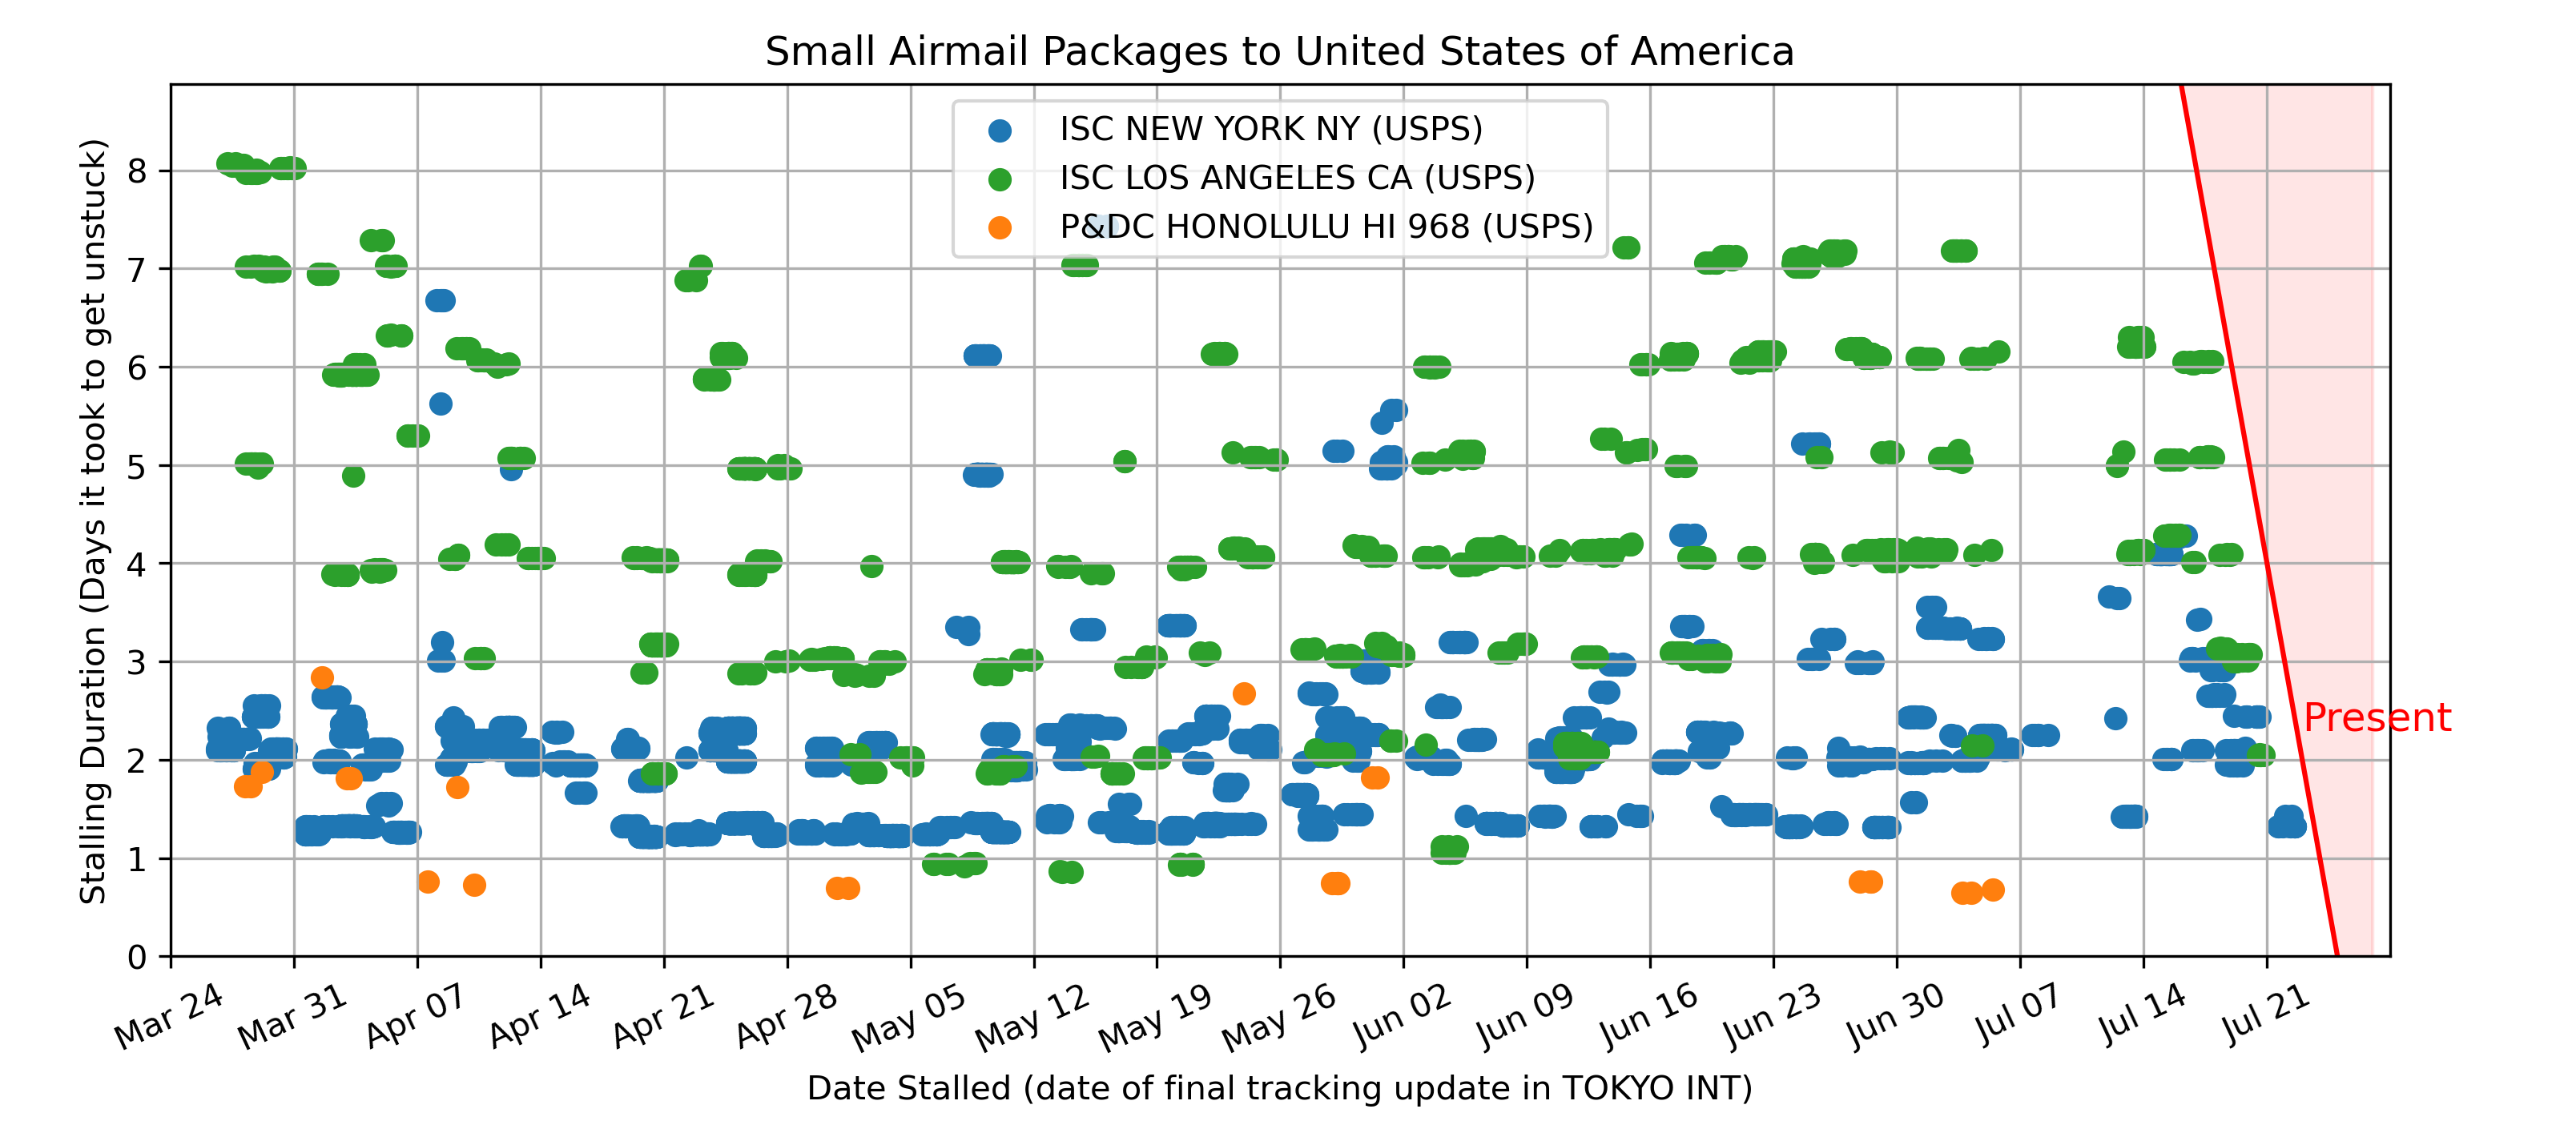 Small Airmail Packages to United States of America
ISC NEW YORK NY (USPS)
ISC LOS ANGELES CA (USPS)
P&DC HONOLULU HI 968 (USPS)
Stalling Duration (Days it took to get unstuck)
8
7
6
5
4
3
2
1
0
Present
Mar 24
Mar 31
Apr 07
Apr 14
Apr 21
Apr 28
May 05
May 12
May 19
May 26
Jun 02
Jun 09
Jun 16
Jun 23
Jun 30
Jul 07
Jul 14
Jul 21
Date Stalled (date of final tracking update in TOKYO INT)